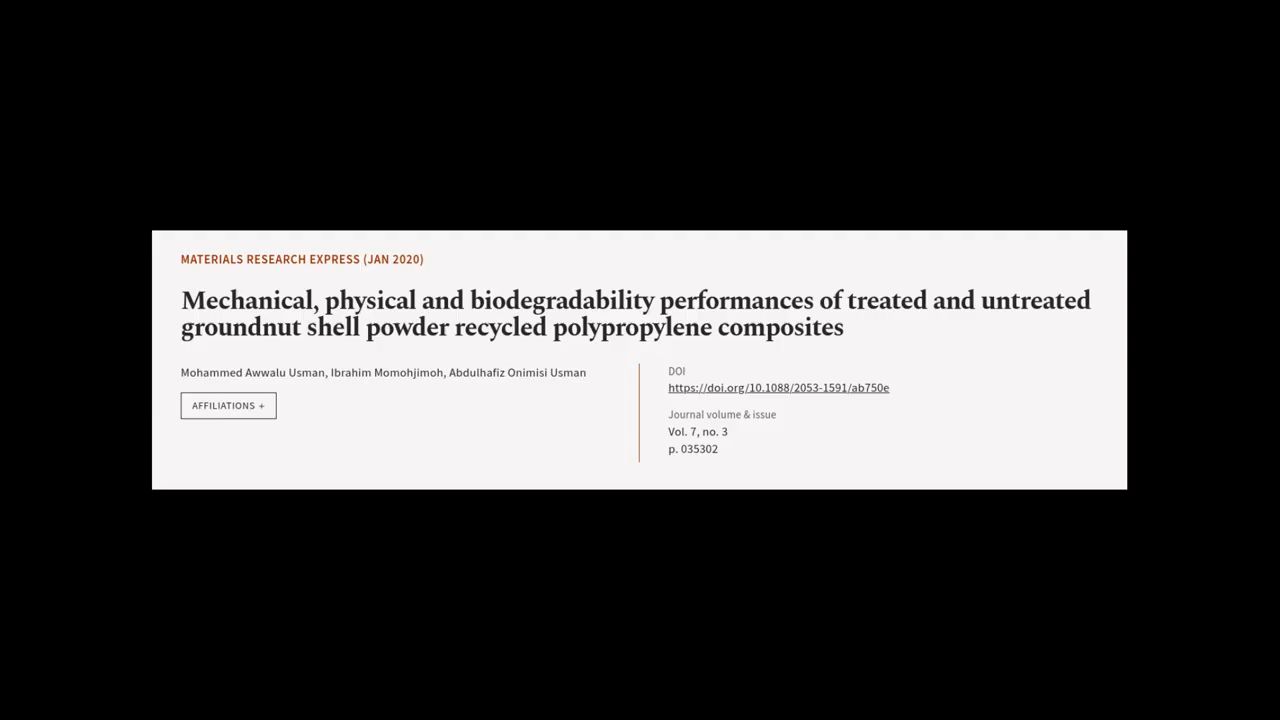 MATERIALS RESEARCH EXPRESS (JAN 2020)
Mechanical, physical and biodegradability performances of treated and untreated
groundnut shell powder recycled polypropylene composites
Mohammed Awwalu Usman, Ibrahim Momohjimoh, Abdulhafiz Onimisi Usman
AFFILIATIONS +
DOI
https://doi.org/10.1088/2053-1591/ab750e
Journal volume & issue
Vol. 7, no. 3
p. 035302